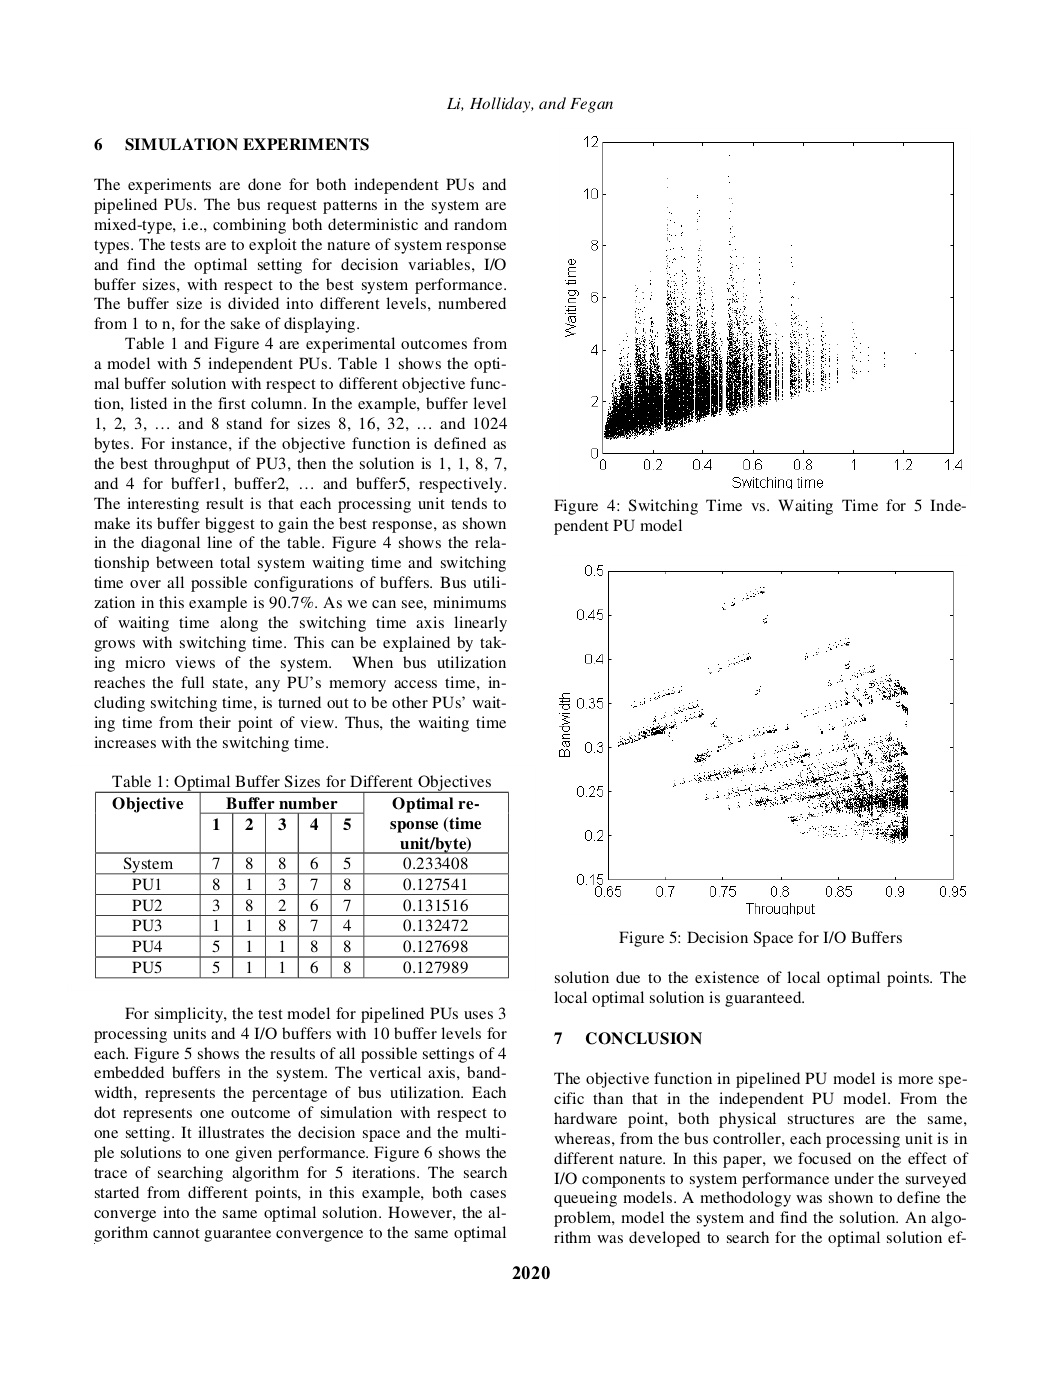 Li, Holliday, and Fegan
6 SIMULATION EXPERIMENTS
The experiments are done for both independent PUs and
pipelined PUs. The bus request patterns in the system are
mixed-type, i.e., combining both deterministic and random
types. The tests are to exploit the nature of system response
and find the optimal setting for decision variables, I/O
buffer sizes, with respect to the best system performance.
The buffer size is divided into different levels, numbered
from 1 to n, for the sake of displaying.
Table 1 and Figure 4 are experimental outcomes from
a model with 5 independent PUs. Table 1 shows the opti-
mal buffer solution with respect to different objective func-
tion, listed in the first column. In the example, buffer level
1, 2, 3, … and 8 stand for sizes 8, 16, 32, … and 1024
bytes. For instance, if the objective function is defined as
the best throughput of PU3, then the solution is 1, 1, 8, 7,
and 4 for buffer1, buffer2, … and buffer5, respectively.
The interesting result is that each processing unit tends to
make its buffer biggest to gain the best response, as shown
in the diagonal line of the table. Figure 4 shows the rela-
tionship between total system waiting time and switching
time over all possible configurations of buffers. Bus utili-
zation in this example is 90.7%. As we can see, minimums
of waiting time along the switching time axis linearly
grows with switching time. This can be explained by tak-
ing micro views of the system. When bus utilization
reaches the full state, any PU's memory access time, in-
cluding switching time, is turned out to be other PUs' wait-
ing time from their point of view. Thus, the waiting time
increases with the switching time.
Table 1: Optimal Buffer Sizes for Different Objectives
Objective Buffer number Optimal re-
1 2 3 4 5 sponse (time
unit/byte)
System 7 8 8 6 5 0.233408
PU1 8 1 3 7 8 0.127541
PU2 3 8 2 6 7 0.131516
PU3 1 1 8 7 4 0.132472
PU4 5 1 1 8 8 0.127698
PU5 5 1 1 6 8 0.127989
For simplicity, the test model for pipelined PUs uses 3
processing units and 4 I/O buffers with 10 buffer levels for
each. Figure 5 shows the results of all possible settings of 4
embedded buffers in the system. The vertical axis, band-
width, represents the percentage of bus utilization. Each
dot represents one outcome of simulation with respect to
one setting. It illustrates the decision space and the multi-
ple solutions to one given performance. Figure 6 shows the
trace of searching algorithm for 5 iterations. The search
started from different points, in this example, both cases
converge into the same optimal solution. However, the al-
gorithm cannot guarantee convergence to the same optimal
12
10
8
6
4
2
0
Waiting time
0 0.2 0.4 0.6 0.8 1 1.2 1.4
Switching time
Figure 4: Switching Time vs. Waiting Time for 5 Inde-
pendent PU model
0.5
0.45
0.4
0.35
0.3
0.25
0.2
0.15
Bandwidth
0.65 0.7 0.75 0.8 0.85 0.9 0.95
Throughput
Figure 5: Decision Space for I/O Buffers
solution due to the existence of local optimal points. The
local optimal solution is guaranteed.
7 CONCLUSION
The objective function in pipelined PU model is more spe-
cific than that in the independent PU model. From the
hardware point, both physical structures are the same,
whereas, from the bus controller, each processing unit is in
different nature. In this paper, we focused on the effect of
I/O components to system performance under the surveyed
queueing models. A methodology was shown to define the
problem, model the system and find the solution. An algo-
rithm was developed to search for the optimal solution ef-
2020